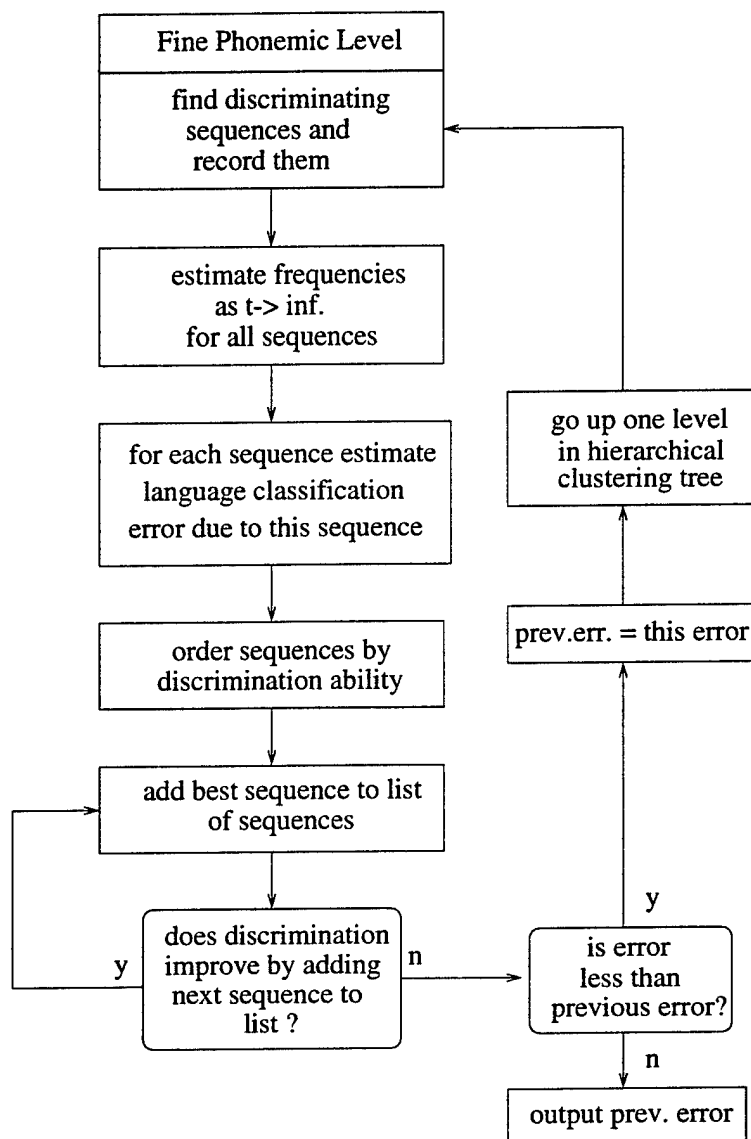 Fine Phonemic Level
find discriminating
sequences and
record them
estimate frequencies
as t-> inf.
for all sequences
for each sequence estimate
language classification
error due to this sequence
order sequences by
discrimination ability
add best sequence to list
of sequences
does discrimination
improve by adding
next sequence to
list ?
y
n
is error
less than
previous error?
y
n
prev.err. = this error
go up one level
in hierarchical
clustering tree
output prev. error